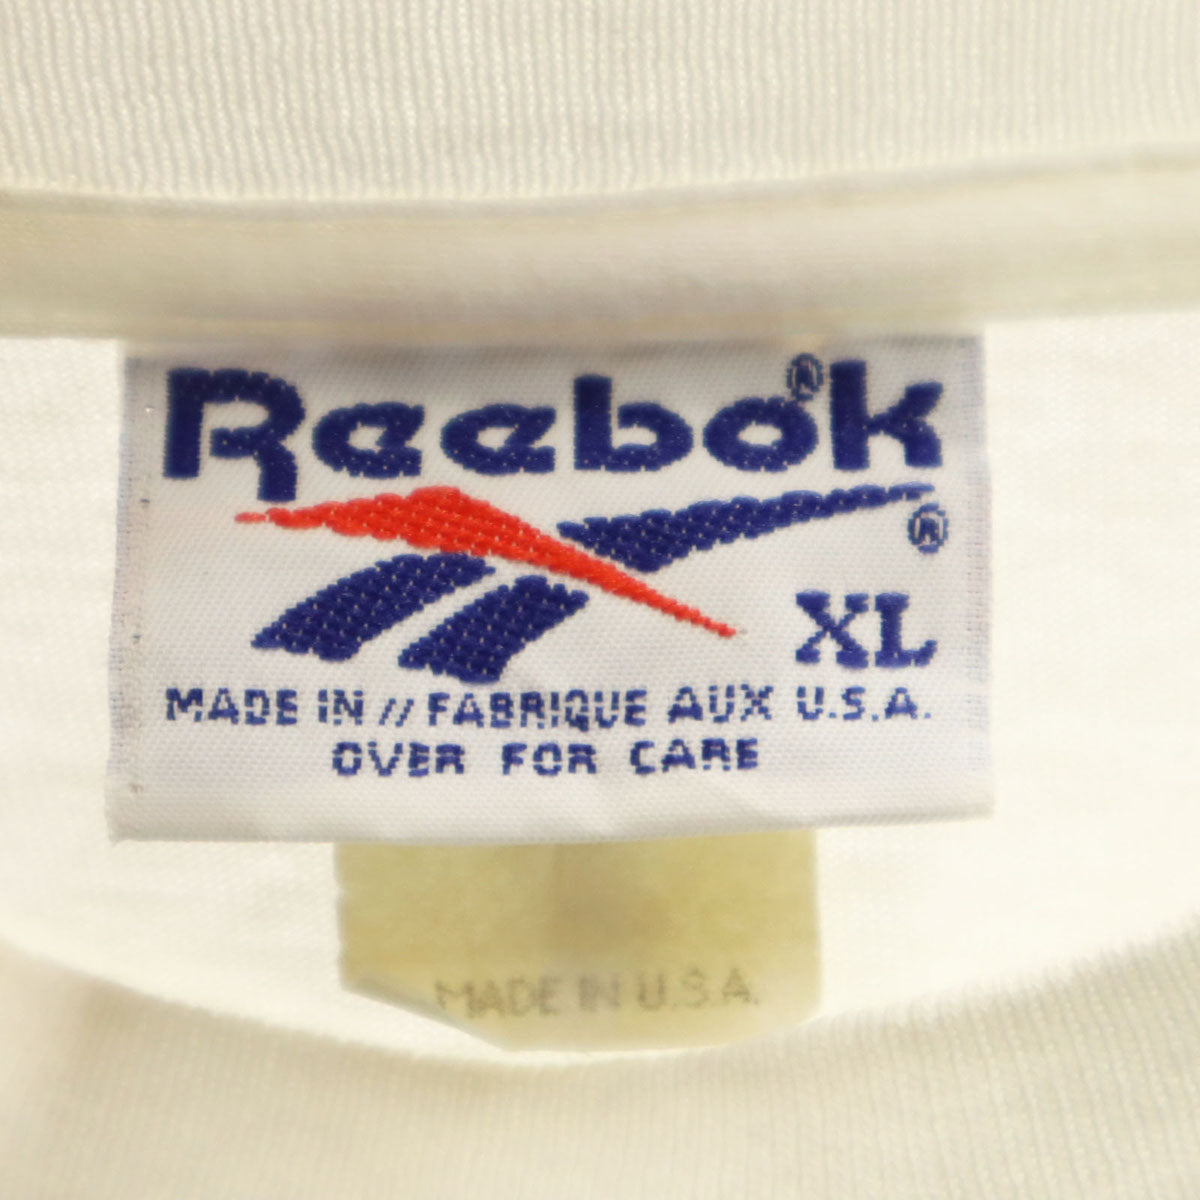 Reebok®
®
XL
MADE IN // FABRIQUE AUX U.S.A.
OVER FOR CARE
MADE IN U.S.A.